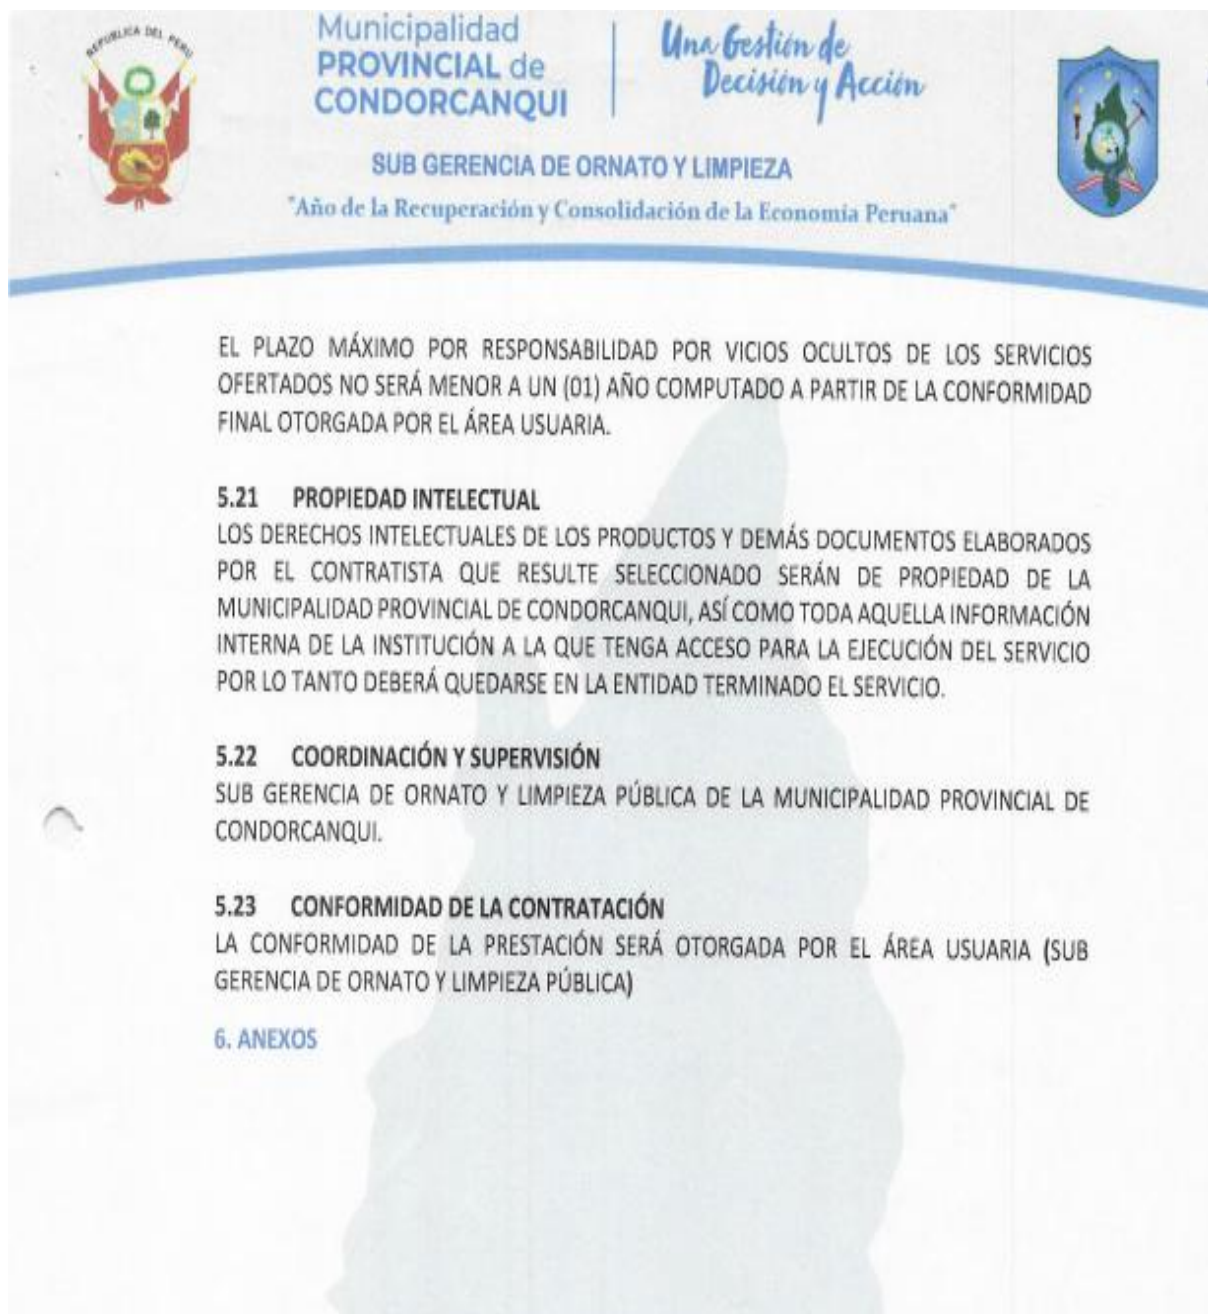 REPUBLICA DEL PERU
Municipalidad
PROVINCIAL de
CONDORCANQUI
Una Gestión de
Decisión y Acción
SUB GERENCIA DE ORNATO Y LIMPIEZA
"Año de la Recuperación y Consolidación de la Economía Peruana"
EL PLAZO MÁXIMO POR RESPONSABILIDAD POR VICIOS OCULTOS DE LOS SERVICIOS
OFERTADOS NO SERÁ MENOR A UN (01) AÑO COMPUTADO A PARTIR DE LA CONFORMIDAD
FINAL OTORGADA POR EL ÁREA USUARIA.
5.21 PROPIEDAD INTELECTUAL
LOS DERECHOS INTELECTUALES DE LOS PRODUCTOS Y DEMÁS DOCUMENTOS ELABORADOS
POR EL CONTRATISTA QUE RESULTE SELECCIONADO SERÁN DE PROPIEDAD DE LA
MUNICIPALIDAD PROVINCIAL DE CONDORCANQUI, ASÍ COMO TODA AQUELLA INFORMACIÓN
INTERNA DE LA INSTITUCIÓN A LA QUE TENGA ACCESO PARA LA EJECUCIÓN DEL SERVICIO
POR LO TANTO DEBERÁ QUEDARSE EN LA ENTIDAD TERMINADO EL SERVICIO.
5.22 COORDINACIÓN Y SUPERVISIÓN
SUB GERENCIA DE ORNATO Y LIMPIEZA PÚBLICA DE LA MUNICIPALIDAD PROVINCIAL DE
CONDORCANQUI.
5.23 CONFORMIDAD DE LA CONTRATACIÓN
LA CONFORMIDAD DE LA PRESTACIÓN SERÁ OTORGADA POR EL ÁREA USUARIA (SUB
GERENCIA DE ORNATO Y LIMPIEZA PÚBLICA)
6. ANEXOS